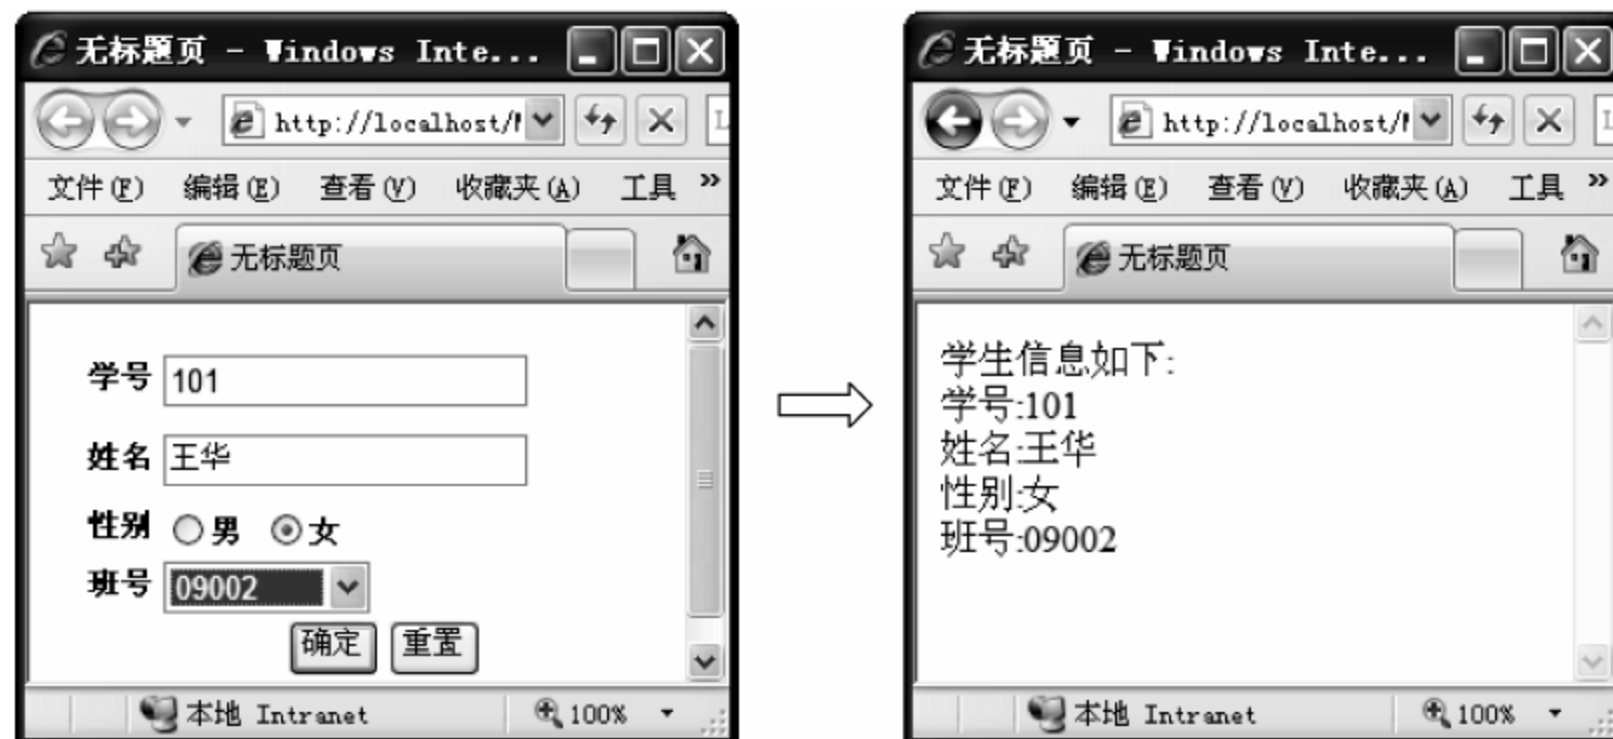 无标题页 - Windows Inte...
http://localhost/
文件(F) 编辑(E) 查看(V) 收藏夹(A) 工具 »
无标题页
学号 101
姓名 王华
性别 男 女
班号 09002
确定 重置
本地 Intranet 100%
无标题页 - Windows Inte...
http://localhost/
文件(F) 编辑(E) 查看(V) 收藏夹(A) 工具 »
无标题页
学生信息如下:
学号:101
姓名:王华
性别:女
班号:09002
本地 Intranet 100%